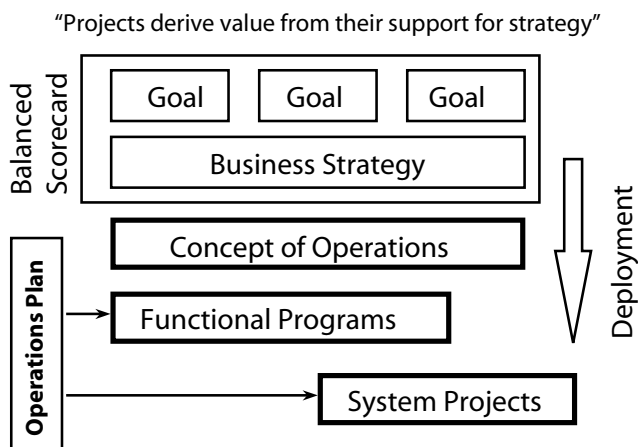 “Projects derive value from their support for strategy”
Balanced
Scorecard
Goal Goal Goal
Business Strategy
Concept of Operations
Deployment
Operations Plan
Functional Programs
System Projects